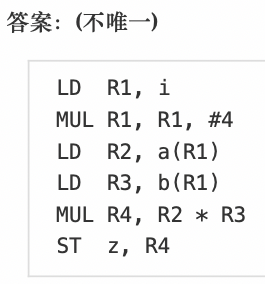 答案：(不唯一)
LD  R1, i
MUL R1, R1, #4
LD  R2, a(R1)
LD  R3, b(R1)
MUL R4, R2 * R3
ST  z, R4